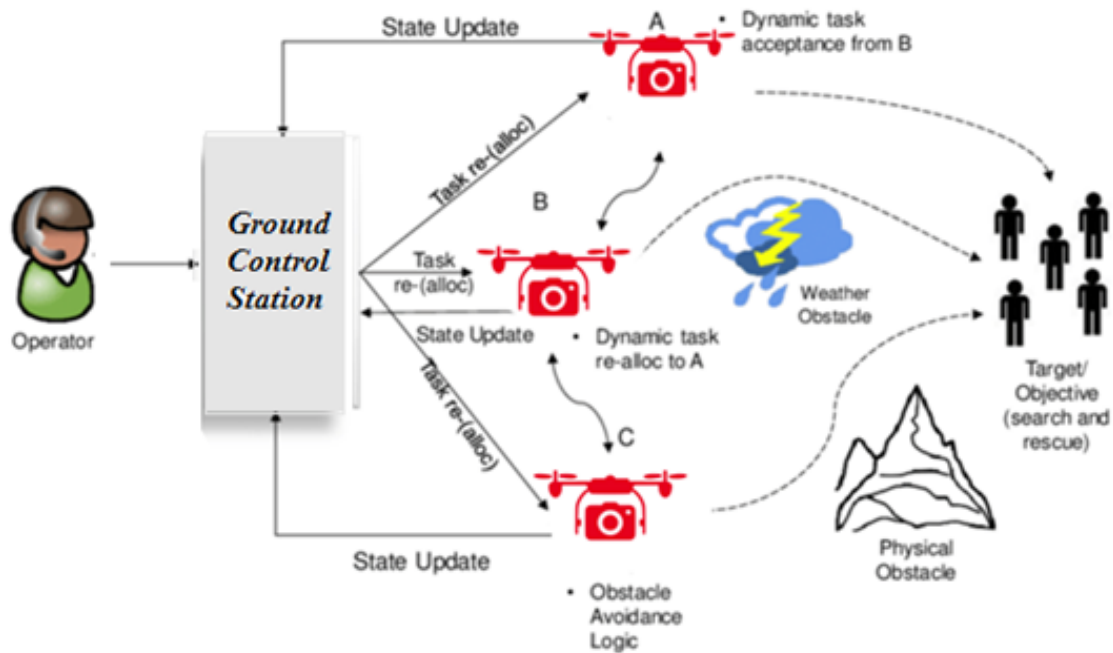 State Update
A
• Dynamic task
acceptance from B
Task re-(alloc)
Ground
Control
Station
B
Task
re-(alloc)
State Update
• Dynamic task
re-alloc to A
Weather
Obstacle
Operator
Task re-(alloc)
Target/
Objective
(search and
rescue)
C
State Update
Physical
Obstacle
• Obstacle
Avoidance
Logic